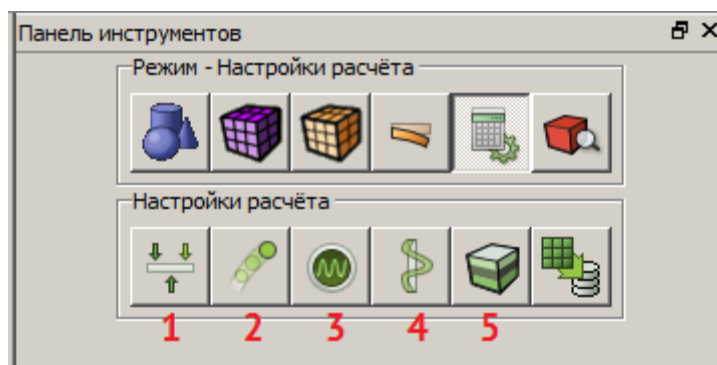 Панель инструментов
Режим - Настройки расчёта
Настройки расчёта
1 2 3 4 5